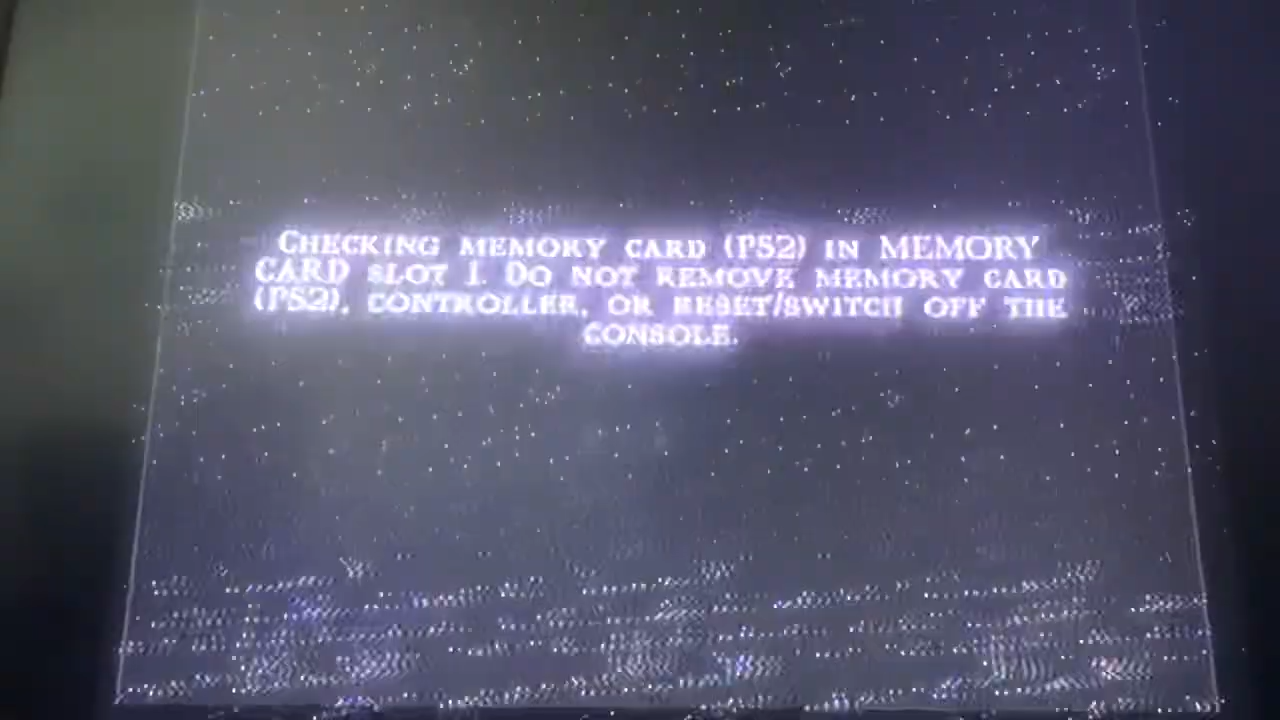 CHECKING MEMORY CARD (PS2) IN MEMORY
CARD SLOT 1. DO NOT REMOVE MEMORY CARD
(PS2), CONTROLLER, OR RESET/SWITCH OFF THE
CONSOLE.